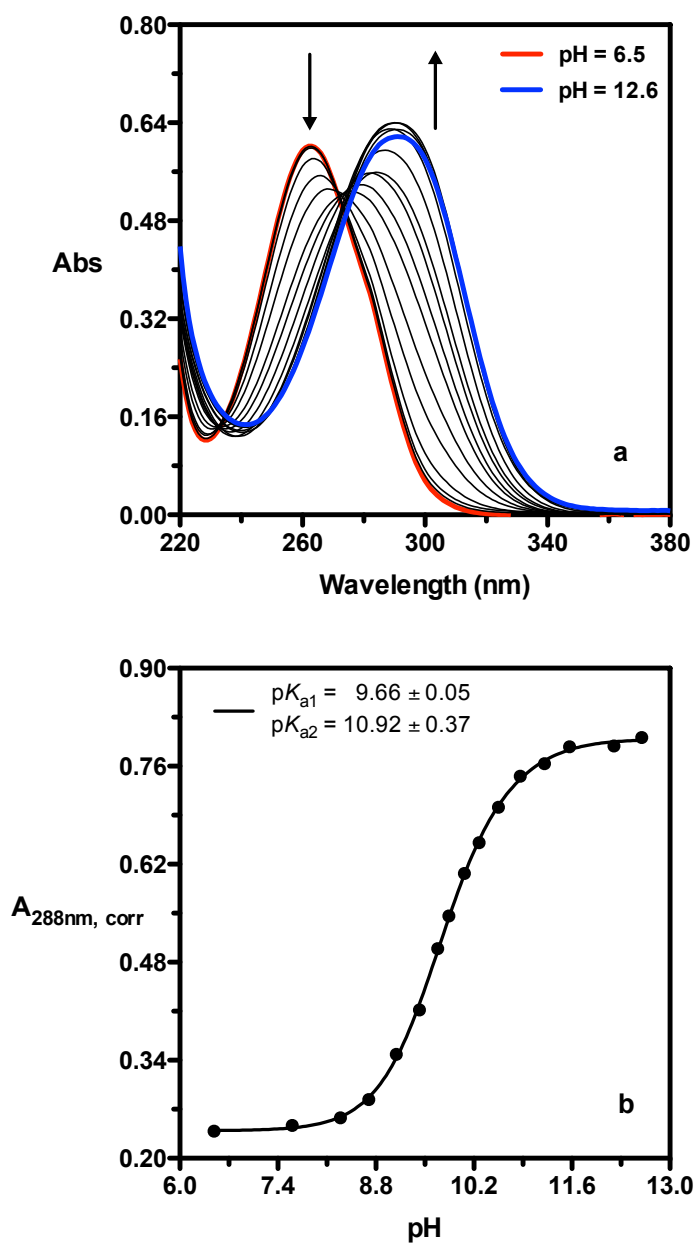 0.80
pH = 6.5
pH = 12.6
0.64
0.48
Abs
0.32
0.16
a
0.00
220 260 300 340 380
Wavelength (nm)
0.90
pKa1 = 9.66 ± 0.05
pKa2 = 10.92 ± 0.37
0.76
0.62
A288nm, corr
0.48
0.34
b
0.20
6.0 7.4 8.8 10.2 11.6 13.0
pH